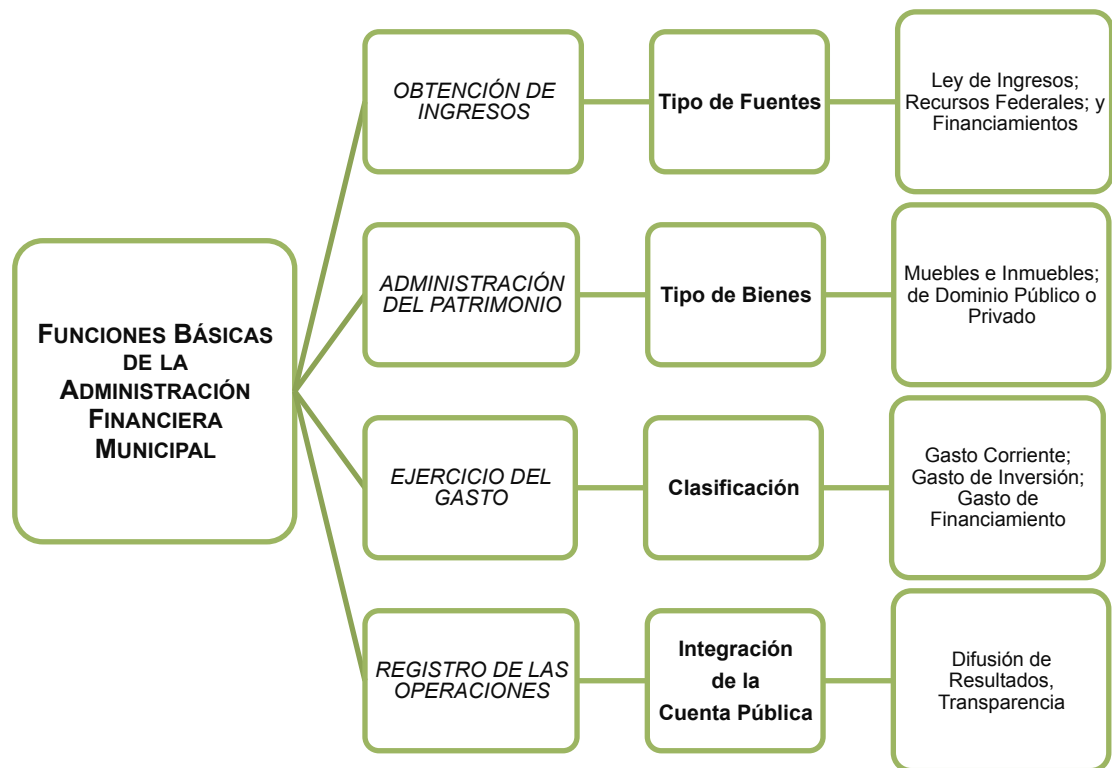 FUNCIONES BÁSICAS
DE LA
ADMINISTRACIÓN
FINANCIERA
MUNICIPAL
OBTENCIÓN DE
INGRESOS
Tipo de Fuentes
Ley de Ingresos;
Recursos Federales; y
Financiamientos
ADMINISTRACIÓN
DEL PATRIMONIO
Tipo de Bienes
Muebles e Inmuebles;
de Dominio Público o
Privado
EJERCICIO DEL
GASTO
Clasificación
Gasto Corriente;
Gasto de Inversión;
Gasto de
Financiamiento
REGISTRO DE LAS
OPERACIONES
Integración
de la
Cuenta Pública
Difusión de
Resultados,
Transparencia